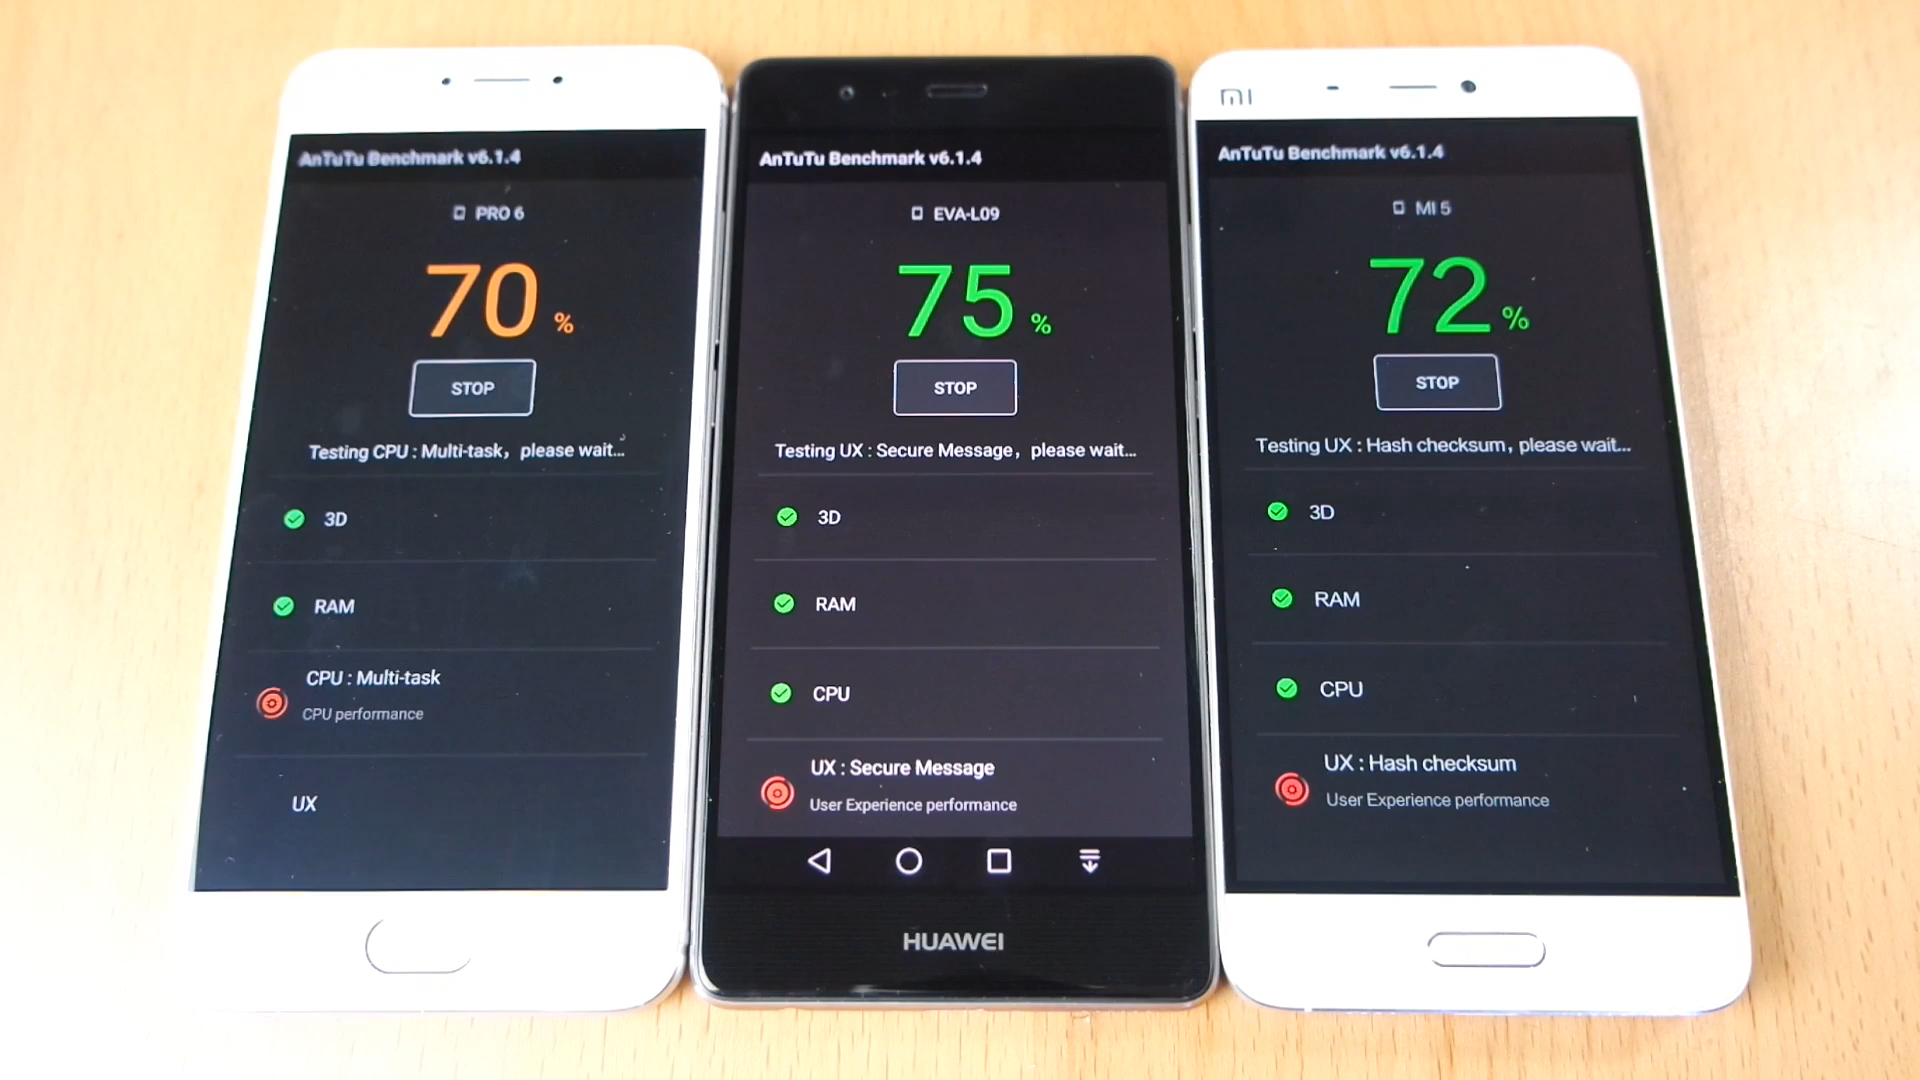 AnTuTu Benchmark v6.1.4
PRO 6
70 %
STOP
Testing CPU : Multi-task, please wait...
3D
RAM
CPU : Multi-task
CPU performance
UX
AnTuTu Benchmark v6.1.4
EVA-L09
75 %
STOP
Testing UX : Secure Message, please wait...
3D
RAM
CPU
UX : Secure Message
User Experience performance
HUAWEI
MI
AnTuTu Benchmark v6.1.4
MI 5
72 %
STOP
Testing UX : Hash checksum, please wait...
3D
RAM
CPU
UX : Hash checksum
User Experience performance